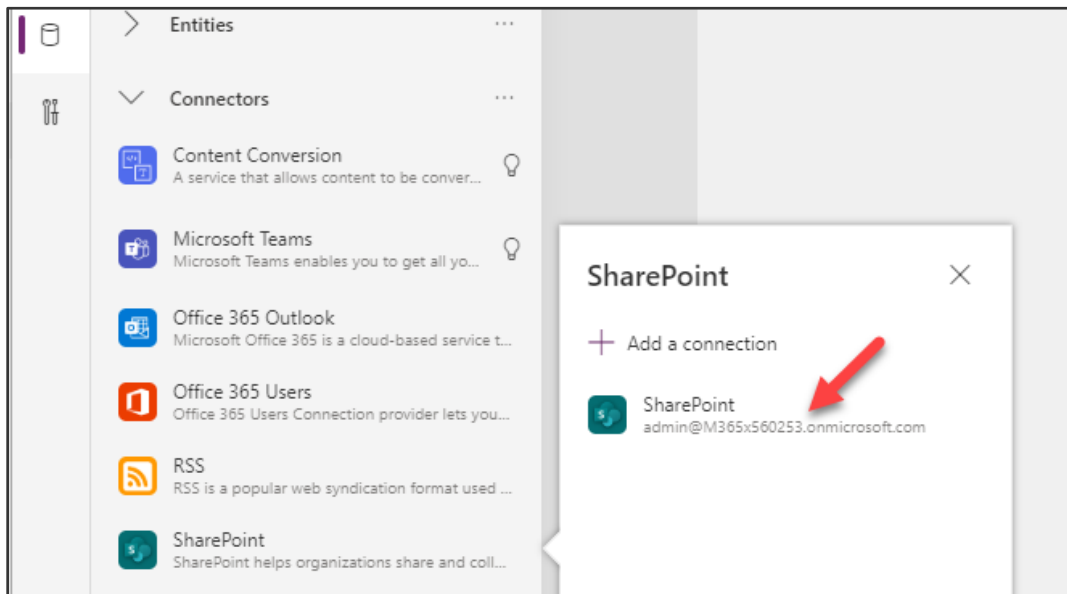 Entities
...
Connectors
...
Content Conversion
A service that allows content to be conver...
Microsoft Teams
Microsoft Teams enables you to get all yo...
Office 365 Outlook
Microsoft Office 365 is a cloud-based service t...
Office 365 Users
Office 365 Users Connection provider lets you...
RSS
RSS is a popular web syndication format used ...
SharePoint
SharePoint helps organizations share and coll...
SharePoint
Add a connection
SharePoint
admin@M365x560253.onmicrosoft.com